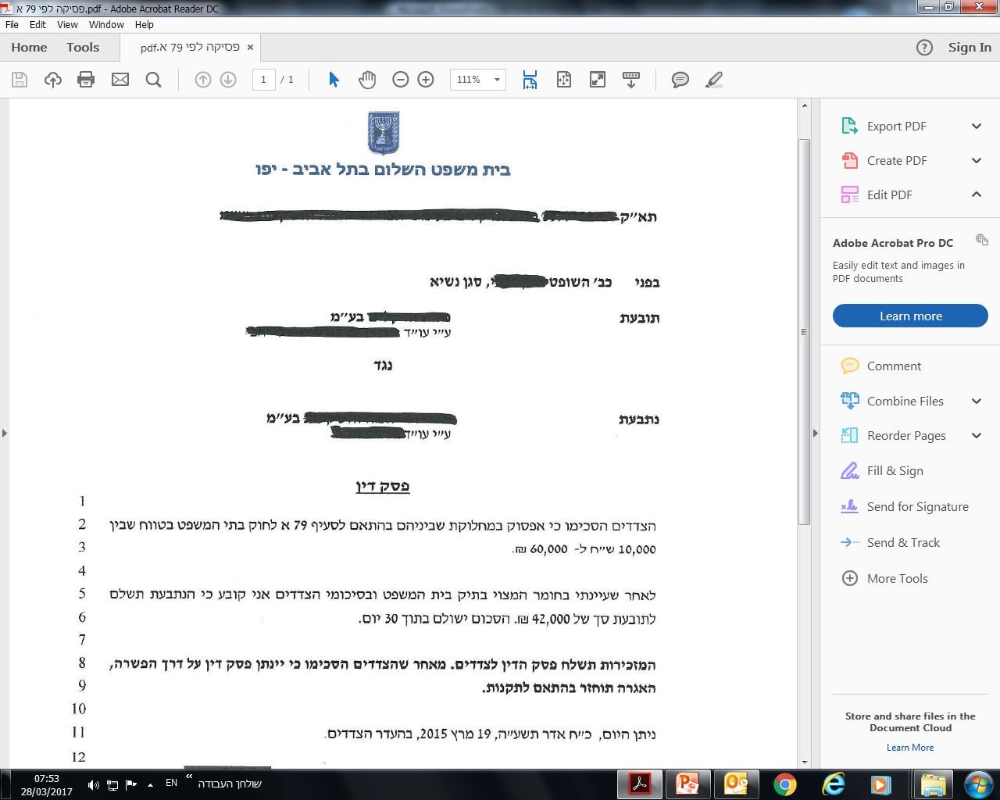 פסיקה לפי 79 א.pdf - Adobe Acrobat Reader DC
File Edit View Window Help
Home Tools פסיקה לפי 79 א.pdf × Sign In
1 / 1 111%
בית משפט השלום בתל אביב - יפו
תא"ק
בפני כב' השופט י, סגן נשיא
תובעת בע"מ
ע"י עו"ד
נגד
נתבעת בע"מ
ע"י עו"ד
פסק דין
1
2 הצדדים הסכימו כי אפסוק במחלוקת שביניהם בהתאם לסעיף 79 א לחוק בתי המשפט בטווח שבין
3 10,000 ש"ח ל- 60,000 ₪.
4
5 לאחר שעיינתי בחומר המצוי בתיק בית המשפט ובסיכומי הצדדים אני קובע כי הנתבעת תשלם
6 לתובעת סך של 42,000 ₪. הסכום ישולם בתוך 30 יום.
7
8 המזכירות תשלח פסק הדין לצדדים. מאחר שהצדדים הסכימו כי יינתן פסק דין על דרך הפשרה,
9 האגרה תוחזר בהתאם לתקנות.
10
11 ניתן היום, כ"ח אדר תשע"ה, 19 מרץ 2015, בהעדר הצדדים.
12
Export PDF
Create PDF
Edit PDF
Adobe Acrobat Pro DC
Easily edit text and images in
PDF documents
Learn more
Comment
Combine Files
Reorder Pages
Fill & Sign
Send for Signature
Send & Track
More Tools
Store and share files in the
Document Cloud
Learn More
07:53
28/03/2017
EN
שולחן העבודה